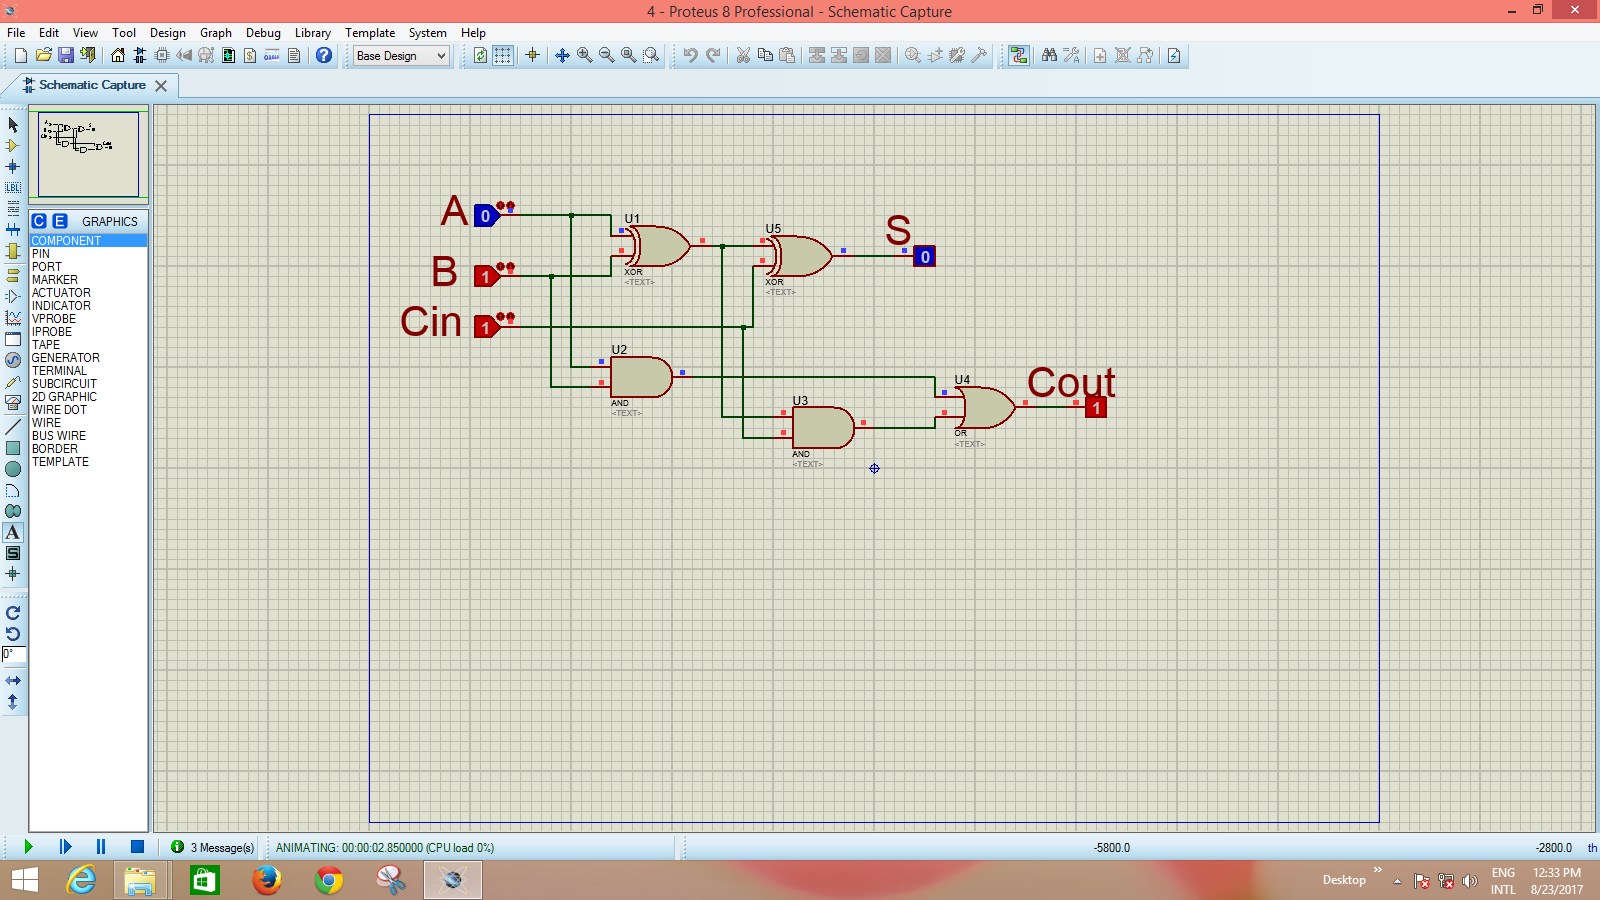 4 - Proteus 8 Professional - Schematic Capture
File Edit View Tool Design Graph Debug Library Template System Help
Base Design
Schematic Capture
C E GRAPHICS
COMPONENT
PIN
PORT
MARKER
ACTUATOR
INDICATOR
VPROBE
IPROBE
TAPE
GENERATOR
TERMINAL
SUBCIRCUIT
2D GRAPHIC
WIRE DOT
WIRE
BUS WIRE
BORDER
TEMPLATE
LBL
A
S
0°
A 0
B 1
Cin 1
U1
XOR
<TEXT>
U5
XOR
<TEXT>
S 0
U2
AND
<TEXT>
U3
AND
<TEXT>
U4
OR
<TEXT>
Cout
1
3 Message(s) ANIMATING: 00:00:02.850000 (CPU load 0%) -5800.0 -2800.0 th
Desktop
ENG
INTL
12:33 PM
8/23/2017